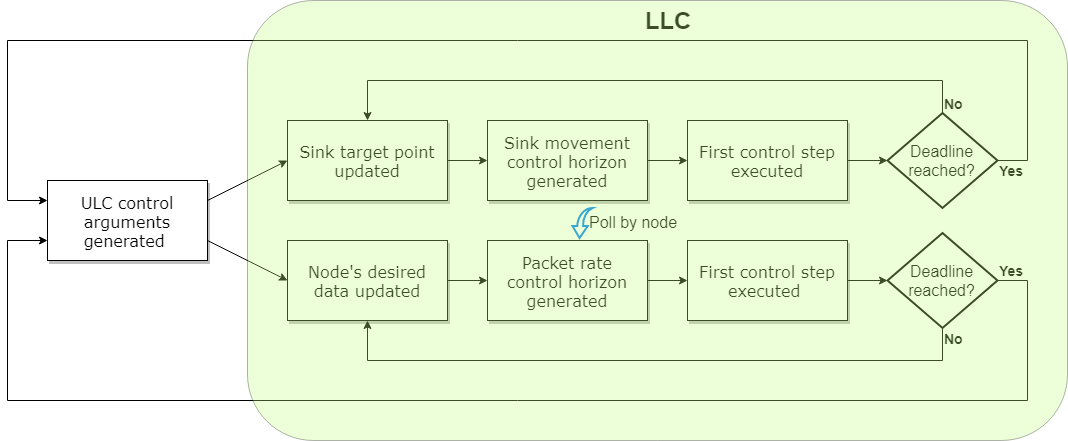 LLC
No
Sink target point
updated
Sink movement
control horizon
generated
First control step
executed
Deadline
reached?
Yes
ULC control
arguments
generated
Poll by node
Node's desired
data updated
Packet rate
control horizon
generated
First control step
executed
Deadline
reached?
Yes
No